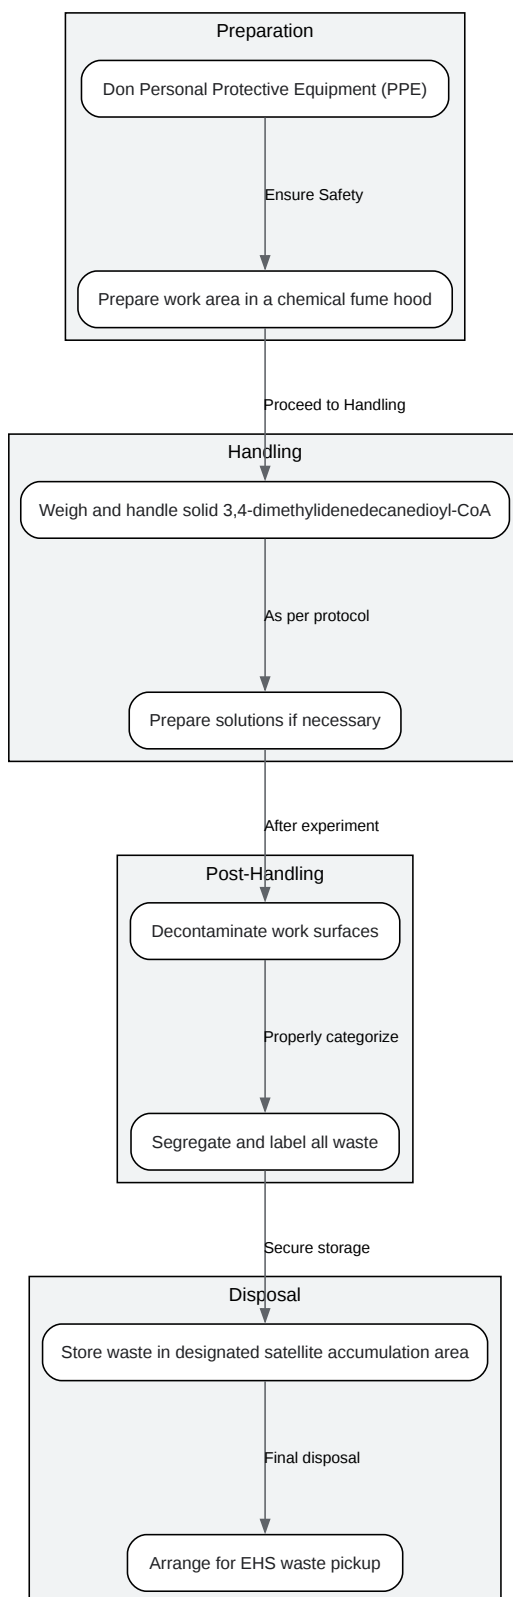 Preparation
Don Personal Protective Equipment (PPE)
Ensure Safety
Prepare work area in a chemical fume hood
Proceed to Handling
Handling
Weigh and handle solid 3,4-dimethylidenedecanedioyl-CoA
As per protocol
Prepare solutions if necessary
After experiment
Post-Handling
Decontaminate work surfaces
Properly categorize
Segregate and label all waste
Secure storage
Disposal
Store waste in designated satellite accumulation area
Final disposal
Arrange for EHS waste pickup